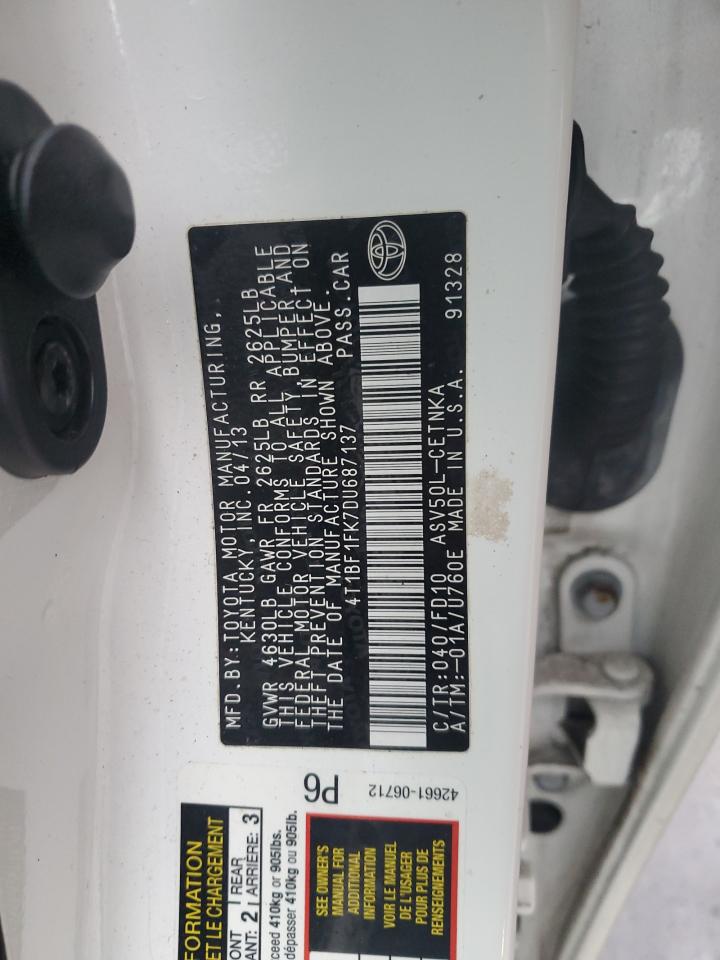 MFD.BY:TOYOTA MOTOR MANUFACTURING,
KENTUCKY INC.04/13
GVWR 4630LB GAWR FR 2625LB RR 2625LB
THIS VEHICLE CONFORMS TO ALL APPLICABLE
FEDERAL MOTOR VEHICLE SAFETY, BUMPER, AND
THEFT PREVENTION STANDARDS IN EFFECT ON
THE DATE OF MANUFACTURE SHOWN ABOVE.
4T1BF1FK7DU687137 PASS.CAR
C/TR:040/FD10 ASV50L-CETNKA
A/TM:-01A/U760E MADE IN U.S.A. 91328
P6
42661-06712
FORMATION
ET LE CHARGEMENT
ONT
ANT: 2
REAR
ARRIÈRE: 3
ceed 410kg or 905lbs.
dépasser 410kg ou 905lb.
SEE OWNER'S
MANUAL FOR
ADDITIONAL
INFORMATION
VOIR LE MANUEL
DE L'USAGER
POUR PLUS DE
RENSEIGNEMENTS